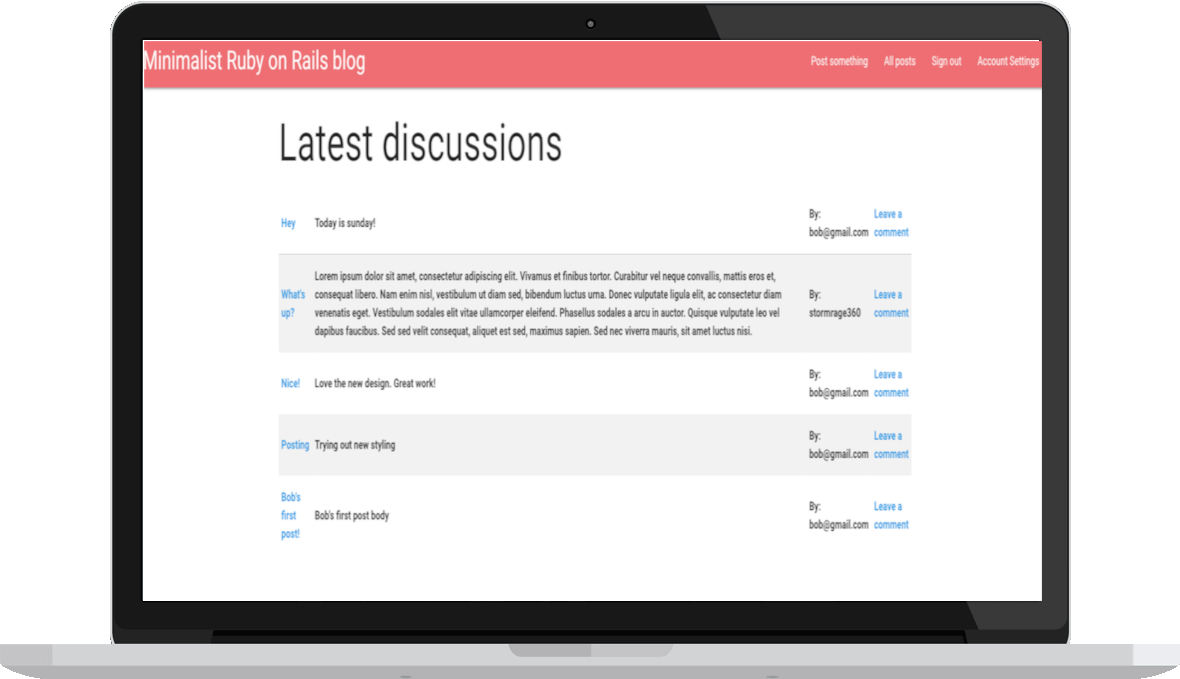 Minimalist Ruby on Rails blog
Post something All posts Sign out Account Settings
Latest discussions
Hey
Today is sunday!
By:
bob@gmail.com
Leave a
comment
What's
up?
Lorem ipsum dolor sit amet, consectetur adipiscing elit. Vivamus et finibus tortor. Curabitur vel neque convallis, mattis eros et,
consequat libero. Nam enim nisl, vestibulum ut diam sed, bibendum luctus urna. Donec vulputate ligula elit, ac consectetur diam
venenatis eget. Vestibulum sodales elit vitae ullamcorper eleifend. Phasellus sodales a arcu in auctor. Quisque vulputate leo vel
dapibus faucibus. Sed sed velit consequat, aliquet est sed, maximus sapien. Sed nec viverra mauris, sit amet luctus nisi.
By:
stormrage360
Leave a
comment
Nice!
Love the new design. Great work!
By:
bob@gmail.com
Leave a
comment
Posting
Trying out new styling
By:
bob@gmail.com
Leave a
comment
Bob's
first
post!
Bob's first post body
By:
bob@gmail.com
Leave a
comment